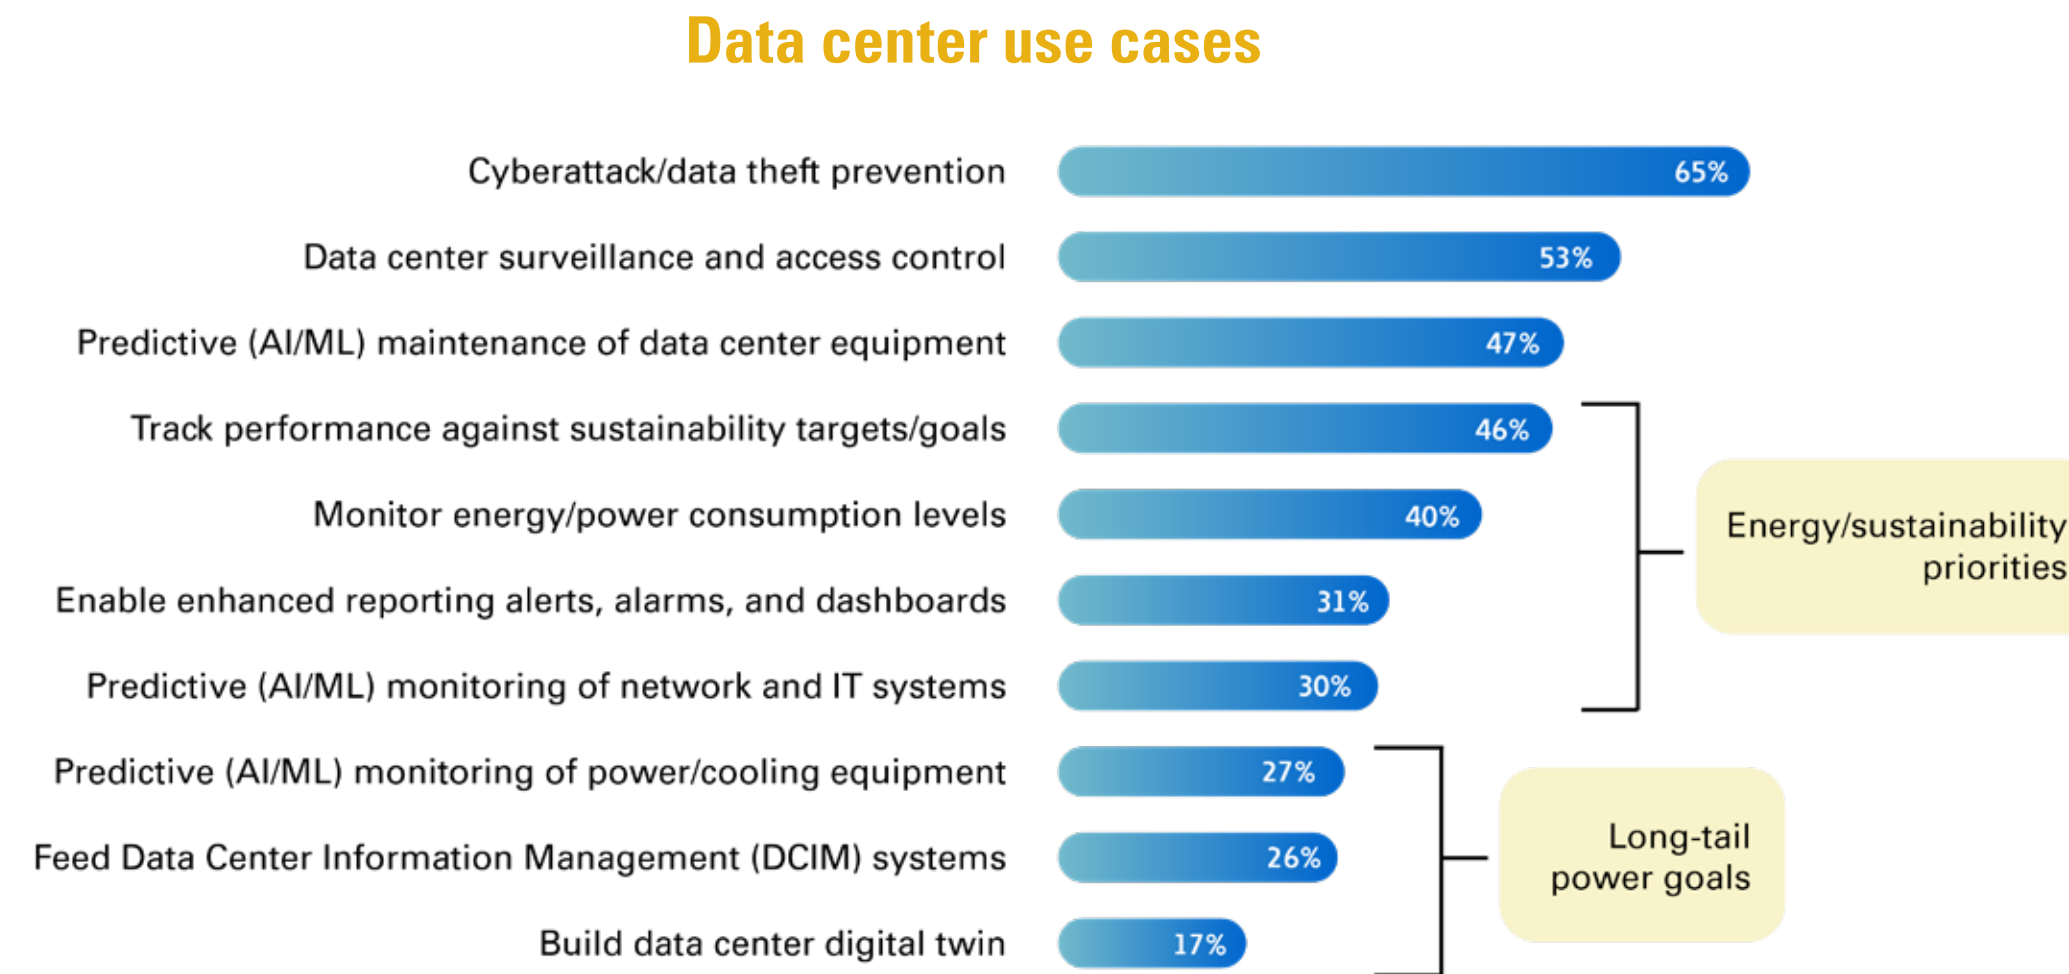 Data center use cases
Cyberattack/data theft prevention 65%
Data center surveillance and access control 53%
Predictive (AI/ML) maintenance of data center equipment 47%
Track performance against sustainability targets/goals 46%
Monitor energy/power consumption levels 40%
Enable enhanced reporting alerts, alarms, and dashboards 31%
Predictive (AI/ML) monitoring of network and IT systems 30%
Energy/sustainability
priorities
Predictive (AI/ML) monitoring of power/cooling equipment 27%
Feed Data Center Information Management (DCIM) systems 26%
Build data center digital twin 17%
Long-tail
power goals